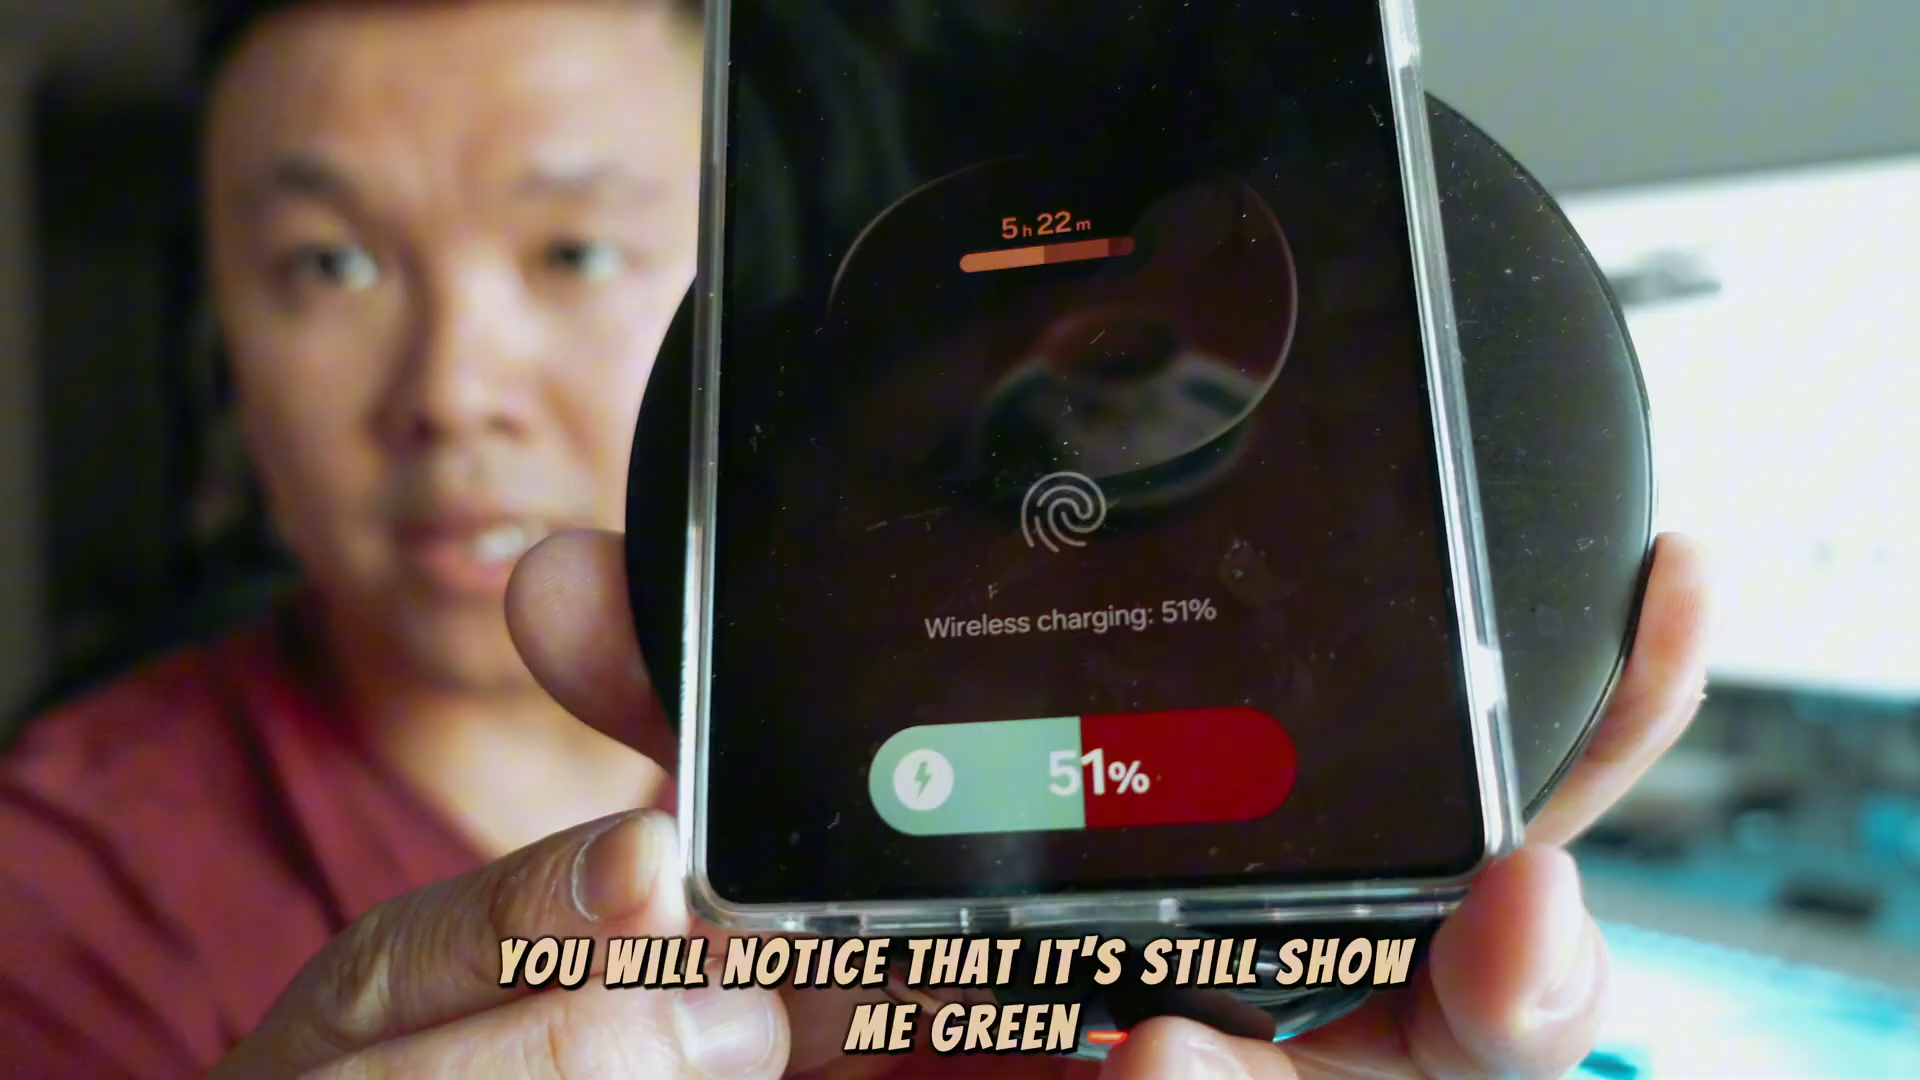 5h22m
Wireless charging: 51%
51%
YOU WILL NOTICE THAT IT'S STILL SHOW
ME GREEN